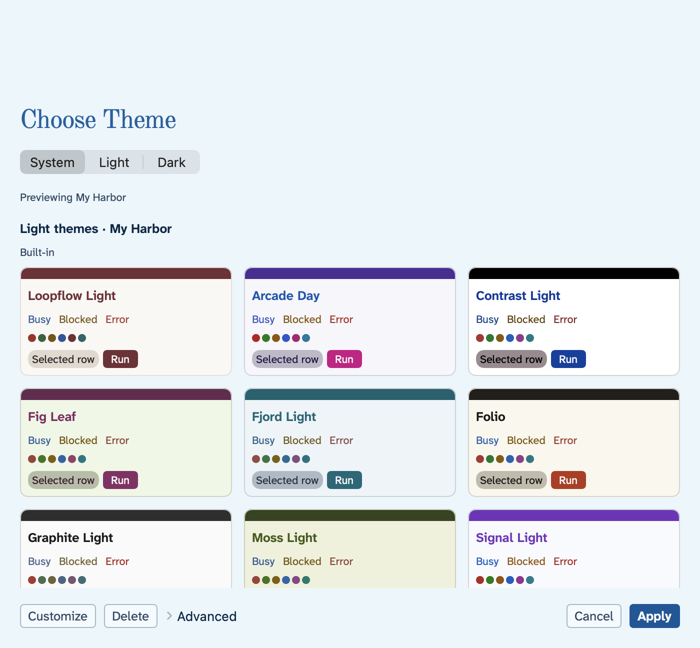 Choose Theme
System Light Dark
Previewing My Harbor
Light themes · My Harbor
Built-in
Loopflow Light Arcade Day Contrast Light
Busy Blocked Error Busy Blocked Error Busy Blocked Error
Selected row Run Selected row Run Selected row Run
Fig Leaf Fjord Light Folio
Busy Blocked Error Busy Blocked Error Busy Blocked Error
Selected row Run Selected row Run Selected row Run
Graphite Light Moss Light Signal Light
Busy Blocked Error Busy Blocked Error Busy Blocked Error
Customize Delete Advanced Cancel Apply